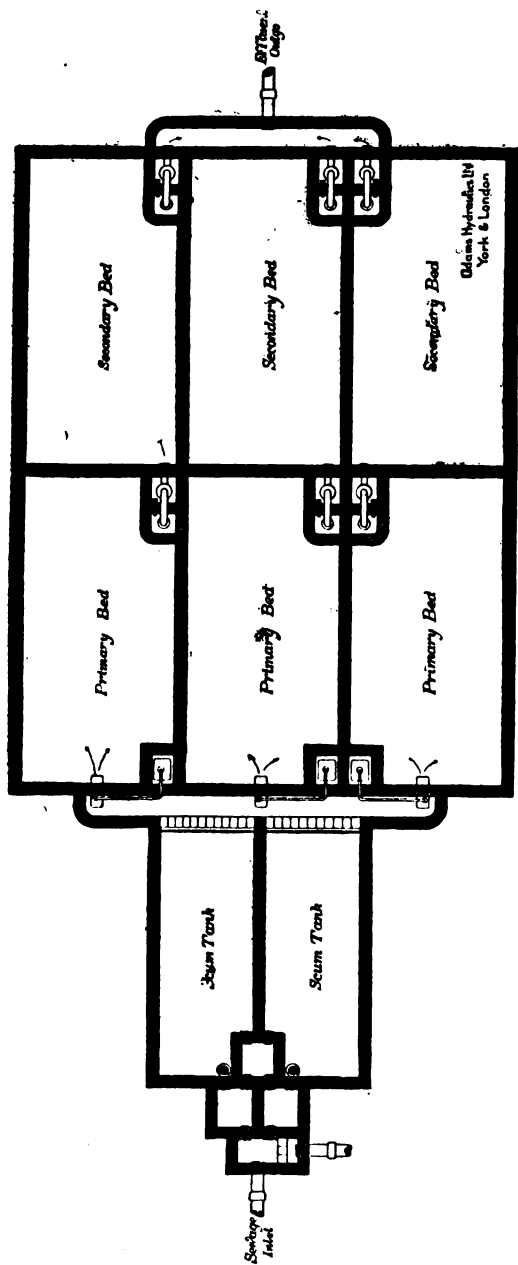 Effluent
Outgo
Secondary Bed
Secondary Bed
Secondary Bed
Adams Hydraulics Ltd
York & London
Primary Bed
Primary Bed
Primary Bed
Scum Tank
Scum Tank
Sewage
Inlet